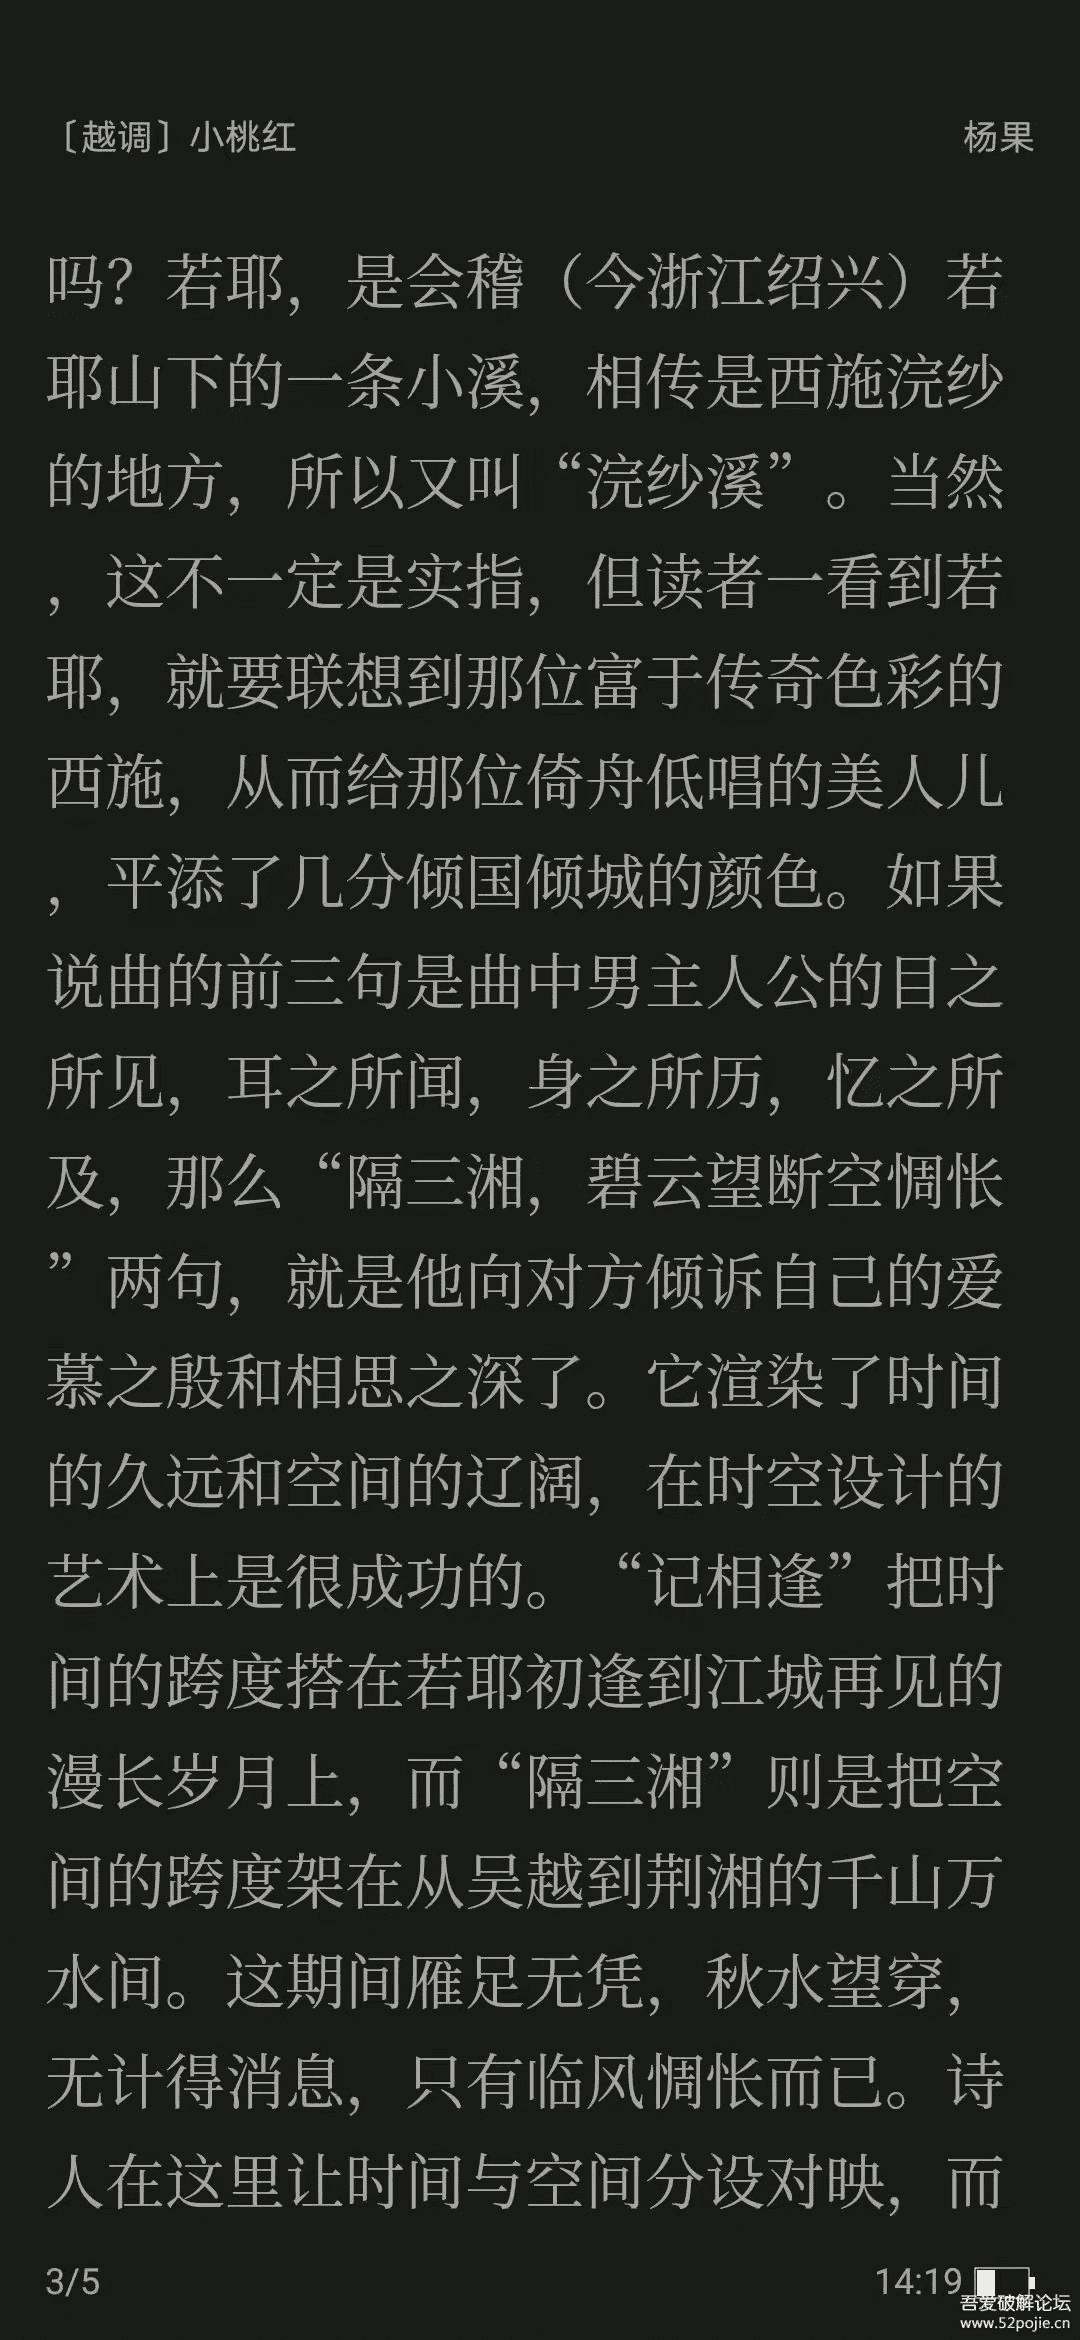 〔越调〕小桃红
杨果
吗？若耶，是会稽（今浙江绍兴）若
耶山下的一条小溪，相传是西施浣纱
的地方，所以又叫“浣纱溪”。当然
，这不一定是实指，但读者一看到若
耶，就要联想到那位富于传奇色彩的
西施，从而给那位倚舟低唱的美人儿
，平添了几分倾国倾城的颜色。如果
说曲的前三句是曲中男主人公的目之
所见，耳之所闻，身之所历，忆之所
及，那么“隔三湘，碧云望断空惆怅
”两句，就是他向对方倾诉自己的爱
慕之殷和相思之深了。它渲染了时间
的久远和空间的辽阔，在时空设计的
艺术上是很成功的。“记相逢”把时
间的跨度搭在若耶初逢到江城再见的
漫长岁月上，而“隔三湘”则是把空
间的跨度架在从吴越到荆湘的千山万
水间。这期间雁足无凭，秋水望穿，
无计得消息，只有临风惆怅而已。诗
人在这里让时间与空间分设对映，而
3/5
14:19
吾爱破解论坛
www.52pojie.cn